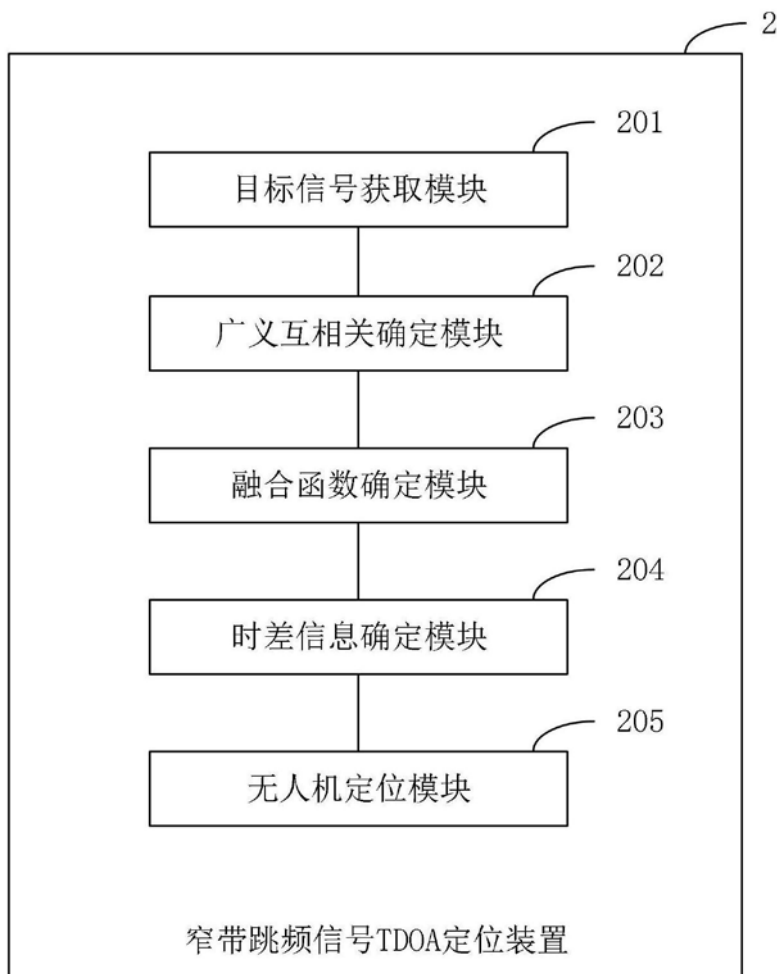 2
201
目标信号获取模块
202
广义互相关确定模块
203
融合函数确定模块
204
时差信息确定模块
205
无人机定位模块
窄带跳频信号TDOA定位装置